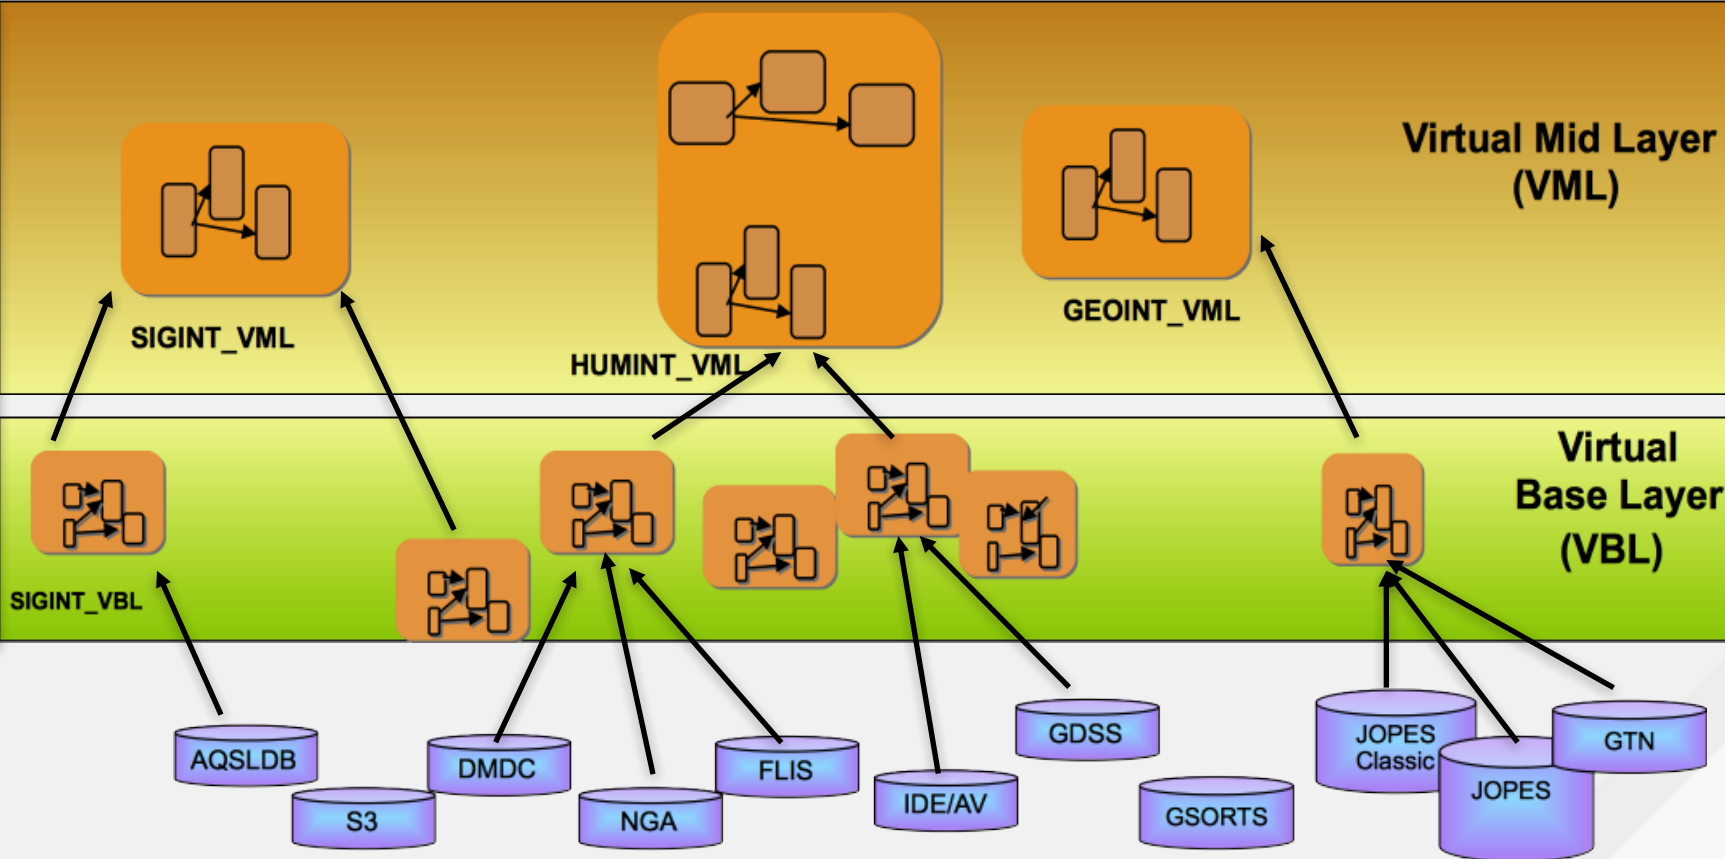 Virtual Mid Layer
(VML)
SIGINT_VML
HUMINT_VML
GEOINT_VML
Virtual
Base Layer
(VBL)
SIGINT_VBL
AQSLDB
S3
DMDC
NGA
FLIS
IDE/AV
GDSS
GSORTS
JOPES
Classic
JOPES
GTN